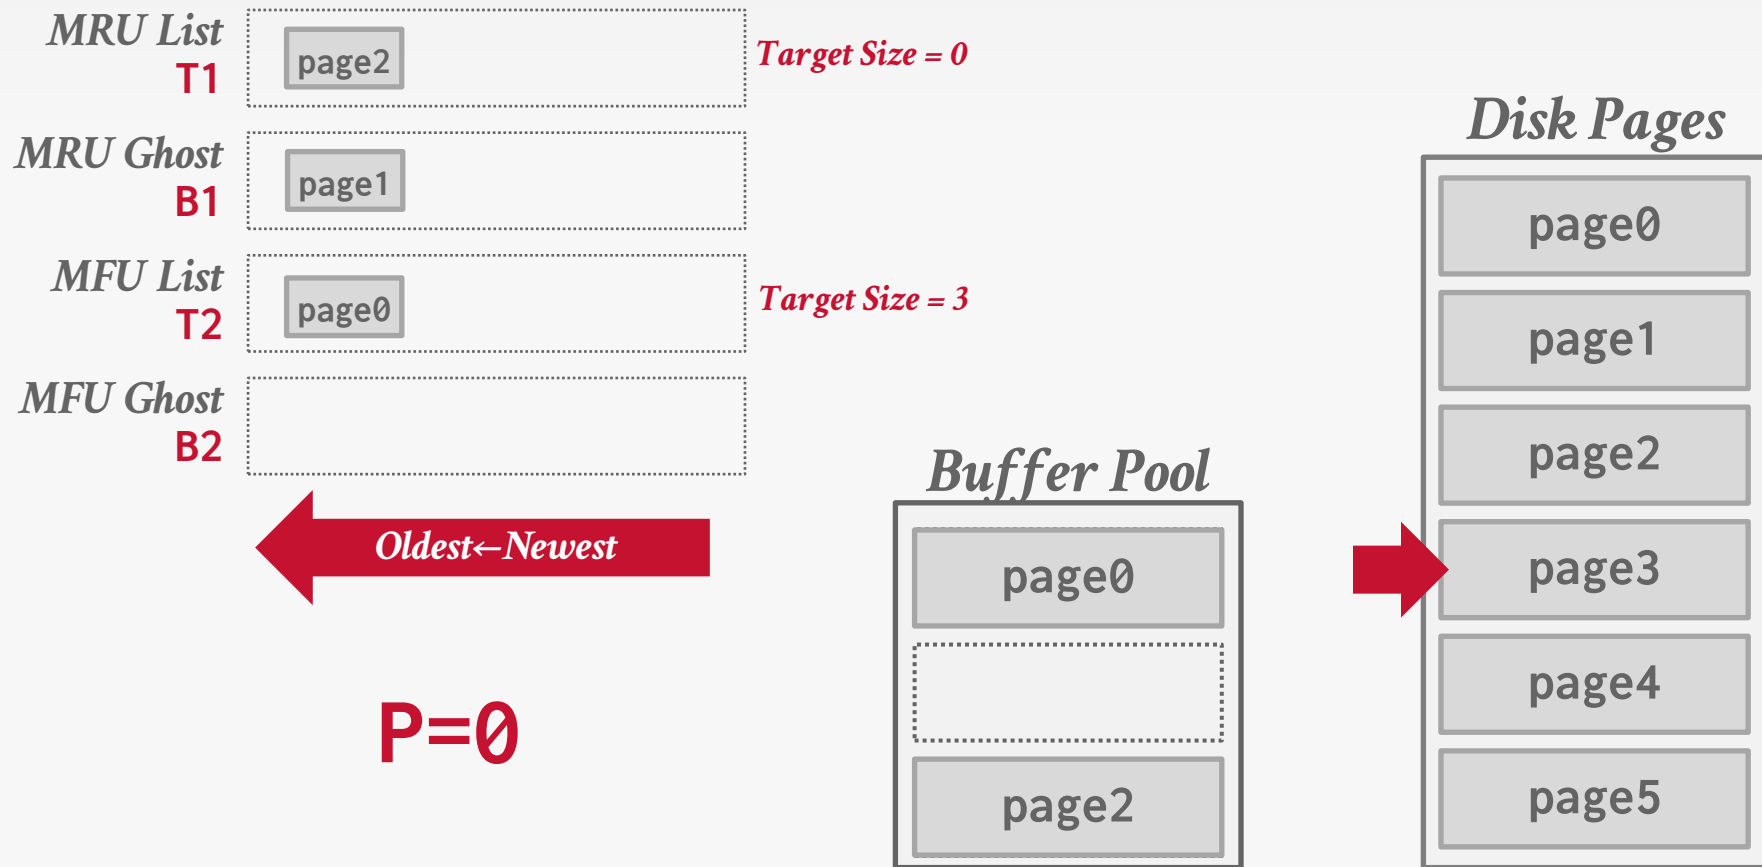 MRU List
T1
page2
Target Size = 0
MRU Ghost
B1
page1
MFU List
T2
page0
Target Size = 3
MFU Ghost
B2
Oldest←Newest
P=0
Buffer Pool
page0
page2
Disk Pages
page0
page1
page2
page3
page4
page5